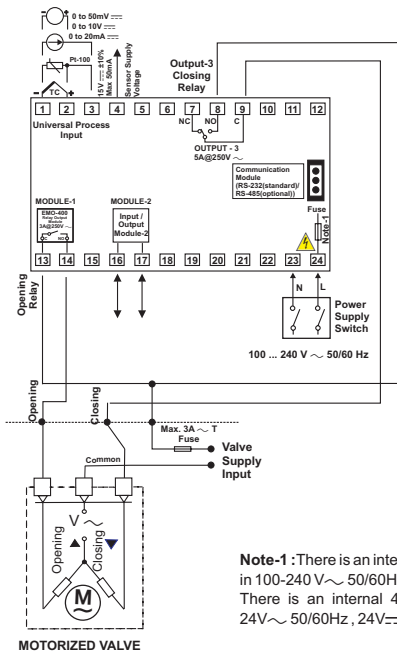 0 to 50mV
0 to 10V
0 to 20mA
Pt-100
TC
15V ±10%
Max 50mA
Sensor Supply
Voltage
Output-3
Closing
Relay
1 2 3 4 5 6 7 8 9 10 11 12
NC NO C
Universal Process
Input
OUTPUT - 3
5A@250V ~
Communication
Module
(RS-232(standard)/
RS-485(optional))
Fuse
Note-1
MODULE-1
EMO-400
Relay Output
Module
3A@250V ~
C NO
MODULE-2
Input /
Output
Module-2
13 14 15 16 17 18 19 20 21 22 23 24
Opening
Relay
N L
Power
Supply
Switch
100 ... 240 V ~ 50/60 Hz
Opening
Closing
Max. 3A ~ T
Fuse
Valve
Supply
Input
Common
V ~
Opening
Closing
M
MOTORIZED VALVE
Note-1 : There is an inte
in 100-240 V ~ 50/60H
There is an internal 4
24V ~ 50/60Hz , 24V